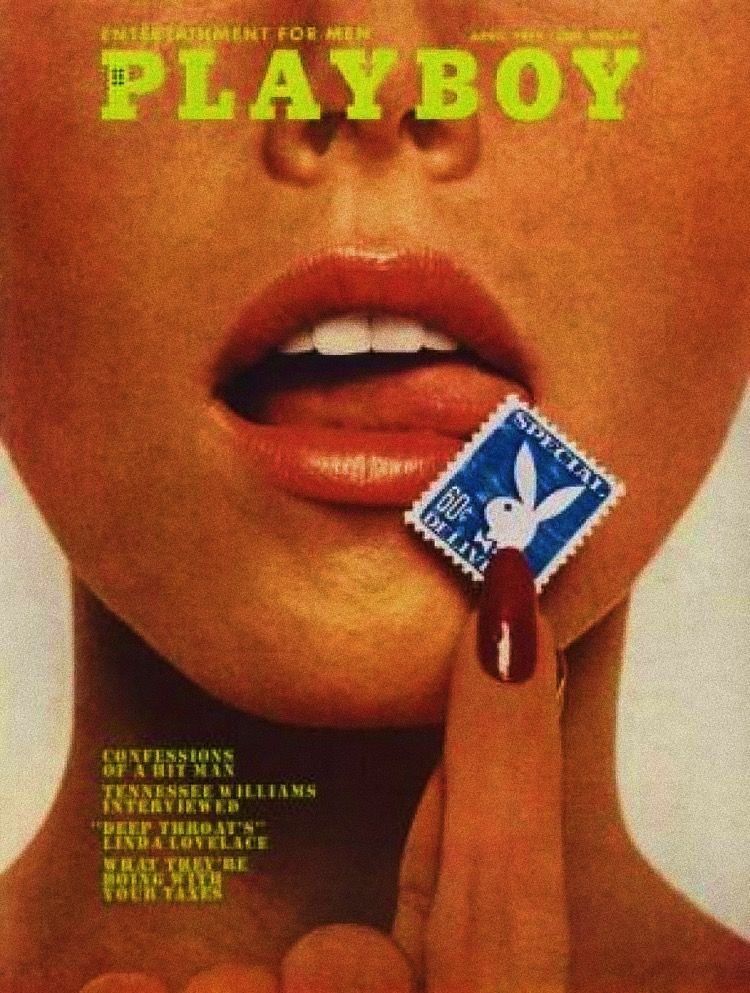 ENTERTAINMENT FOR MEN
PLAYBOY
SPECIAL
60¢
CONFESSIONS
OF A HIT MAN
TENNESSEE WILLIAMS
INTERVIEWED
"DEEP THROAT'S"
LINDA LOVELACE
WHAT THEY'RE
DOING WITH
YOUR TAXES